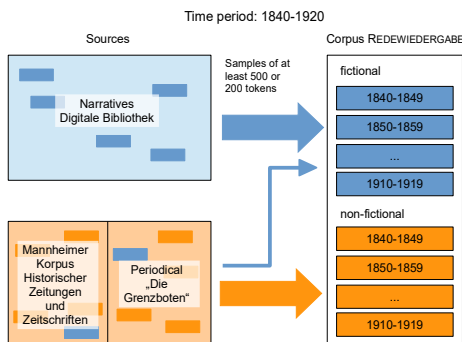 Time period: 1840-1920
Sources
Samples of at
least 500 or
200 tokens
Corpus REDEWIEDERGABE
Narratives
Digitale Bibliothek
fictional
1840-1849
1850-1859
...
1910-1919
Mannheimer
Korpus
Historischer
Zeitungen
und
Zeitschriften
Periodical
„Die
Grenzboten“
non-fictional
1840-1849
1850-1859
...
1910-1919